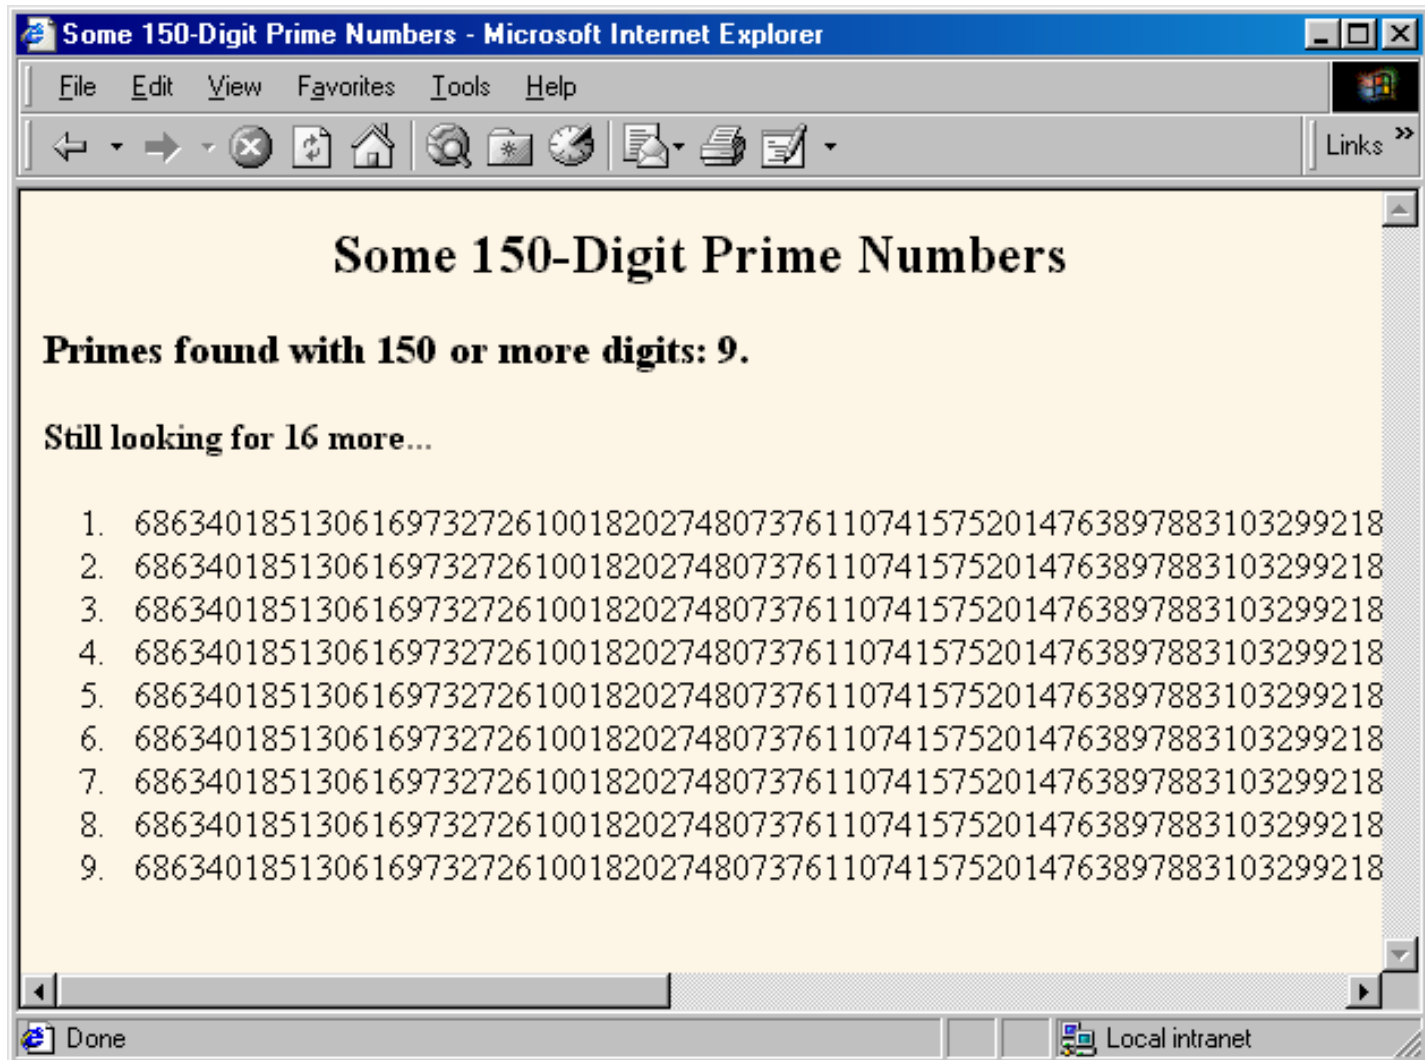 Some 150-Digit Prime Numbers - Microsoft Internet Explorer
File Edit View Favorites Tools Help
Links »
Some 150-Digit Prime Numbers
Primes found with 150 or more digits: 9.
Still looking for 16 more...
1. 686340185130616973272610018202748073761107415752014763897883103299218
2. 686340185130616973272610018202748073761107415752014763897883103299218
3. 686340185130616973272610018202748073761107415752014763897883103299218
4. 686340185130616973272610018202748073761107415752014763897883103299218
5. 686340185130616973272610018202748073761107415752014763897883103299218
6. 686340185130616973272610018202748073761107415752014763897883103299218
7. 686340185130616973272610018202748073761107415752014763897883103299218
8. 686340185130616973272610018202748073761107415752014763897883103299218
9. 686340185130616973272610018202748073761107415752014763897883103299218
Done Local intranet